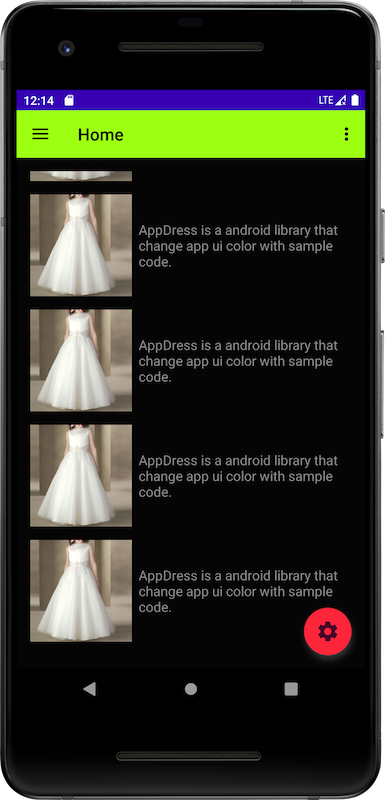 12:14 LTE
Home
AppDress is a android library that
change app ui color with sample
code.
AppDress is a android library that
change app ui color with sample
code.
AppDress is a android library that
change app ui color with sample
code.
AppDress is a android library that
change app ui color with sample
code.